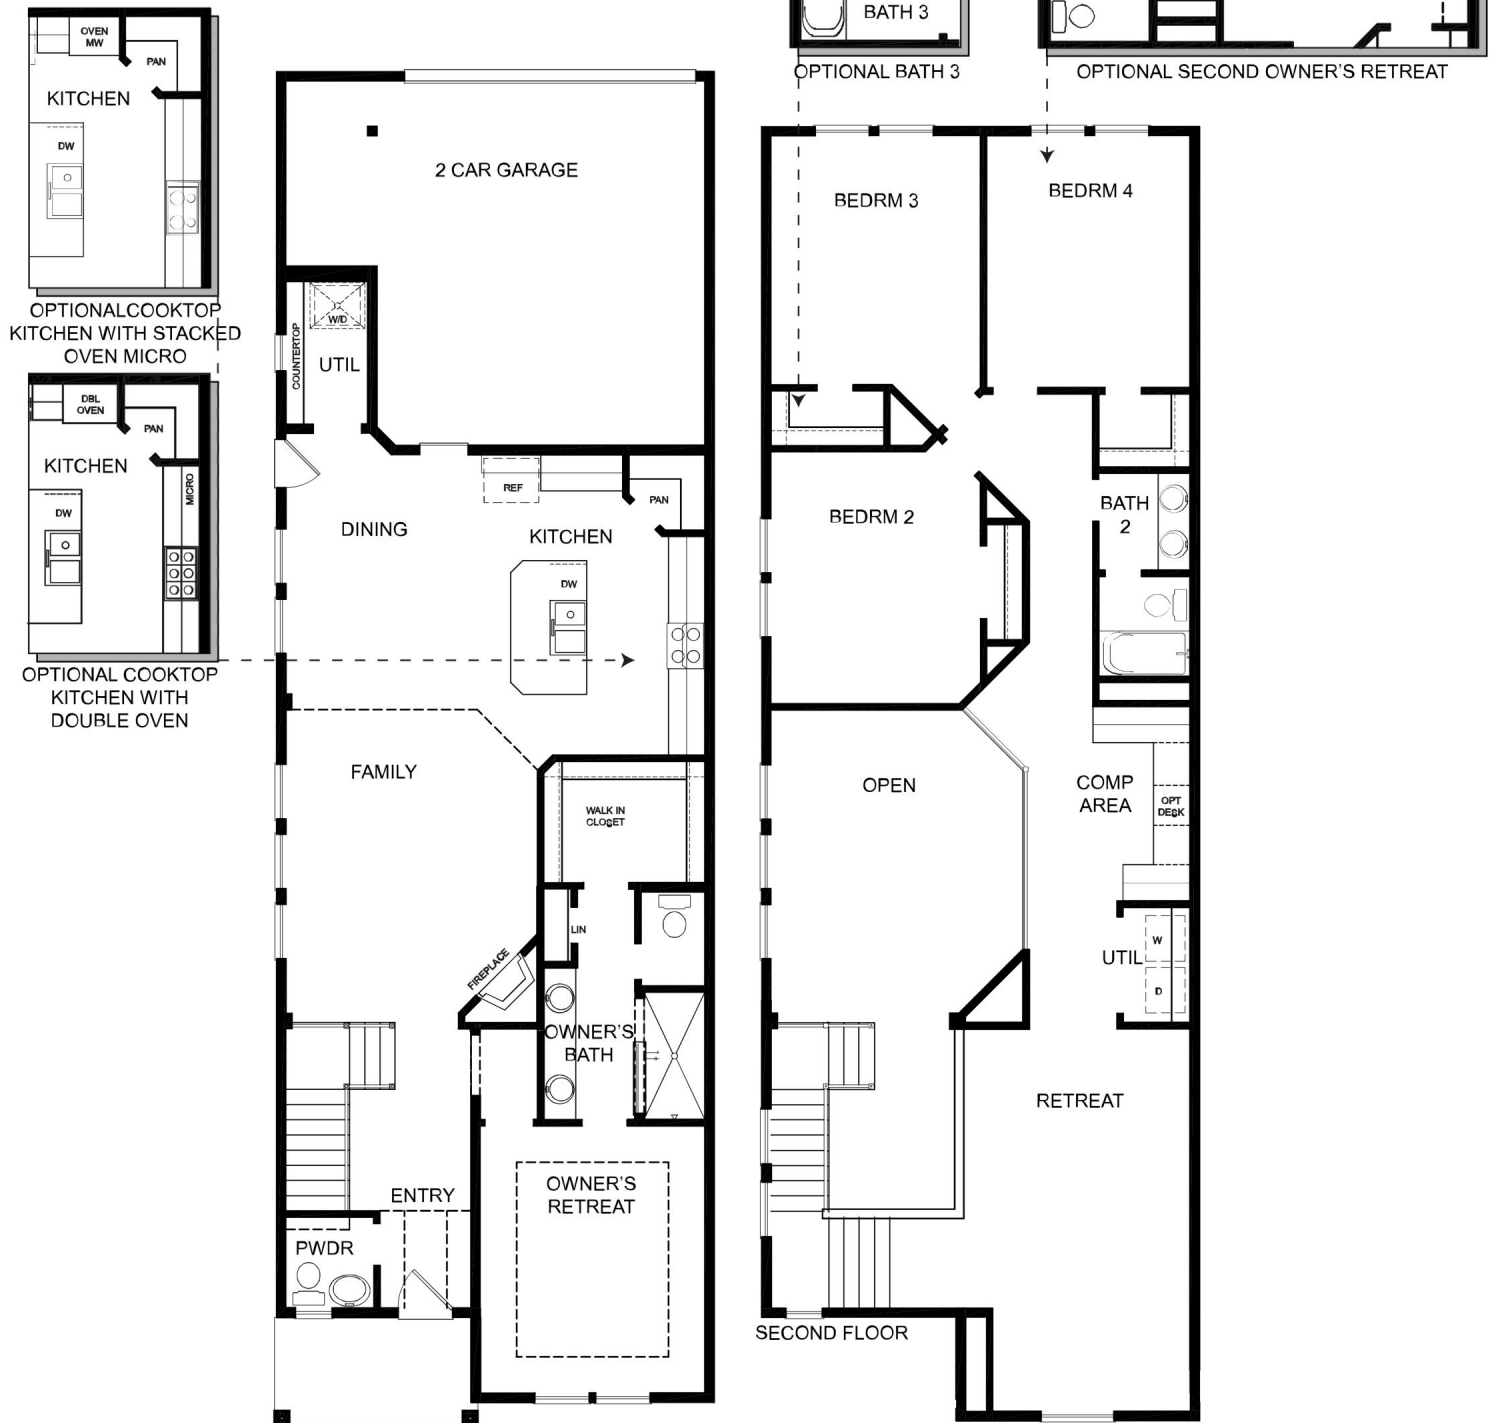 OVEN
MW
PAN
KITCHEN
DW
OPTIONALCOOKTOP
KITCHEN WITH STACKED
OVEN MICRO
DBL
OVEN
PAN
KITCHEN
MICRO
DW
OPTIONAL COOKTOP
KITCHEN WITH
DOUBLE OVEN
2 CAR GARAGE
W/D
COUNTERTOP
UTIL
REF
PAN
DINING
KITCHEN
DW
FAMILY
WALK IN
CLOSET
LIN
FIREPLACE
OWNER'S
BATH
ENTRY
OWNER'S
RETREAT
PWDR
BATH 3
OPTIONAL BATH 3
OPTIONAL SECOND OWNER'S RETREAT
BEDRM 3
BEDRM 4
BEDRM 2
BATH
2
OPEN
COMP
AREA
OPT
DESK
W
UTIL
D
RETREAT
SECOND FLOOR